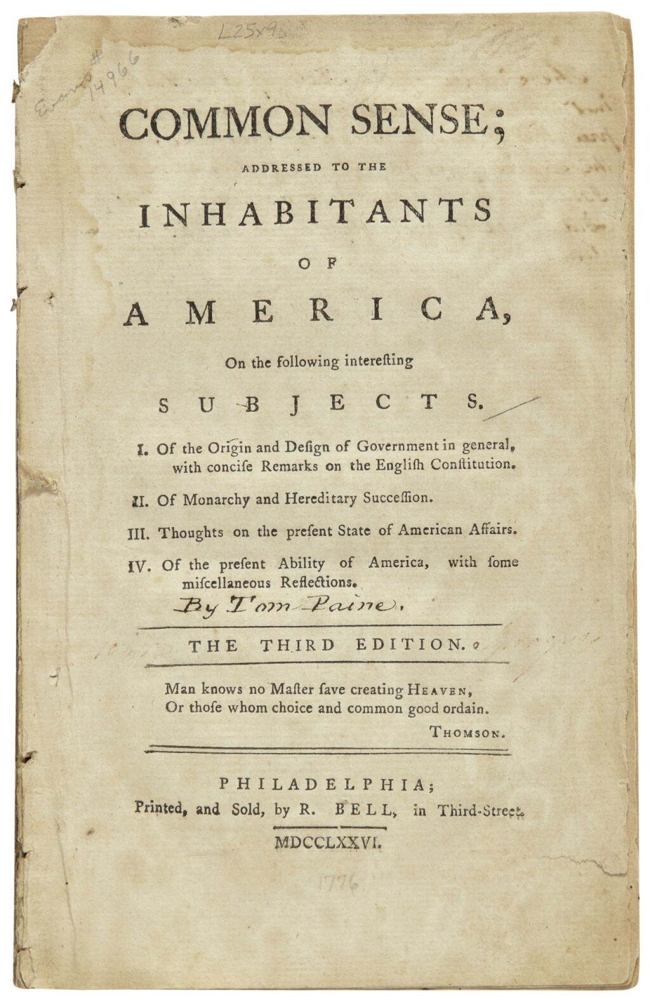 L25x9
Evans #
14966
COMMON SENSE;
ADDRESSED TO THE
INHABITANTS
OF
AMERICA,
On the following intereſting
SUBJECTS.
I. Of the Origin and Deſign of Government in general,
with conciſe Remarks on the Engliſh Conſtitution.
II. Of Monarchy and Hereditary Succeſſion.
III. Thoughts on the preſent State of American Affairs.
IV. Of the preſent Ability of America, with ſome
miſcellaneous Reflections.
By Tom Paine.
THE THIRD EDITION.
Man knows no Maſter ſave creating HEAVEN,
Or thoſe whom choice and common good ordain.
THOMSON.
PHILADELPHIA;
Printed, and Sold, by R. BELL, in Third-Street.
MDCCLXXVI.
1776